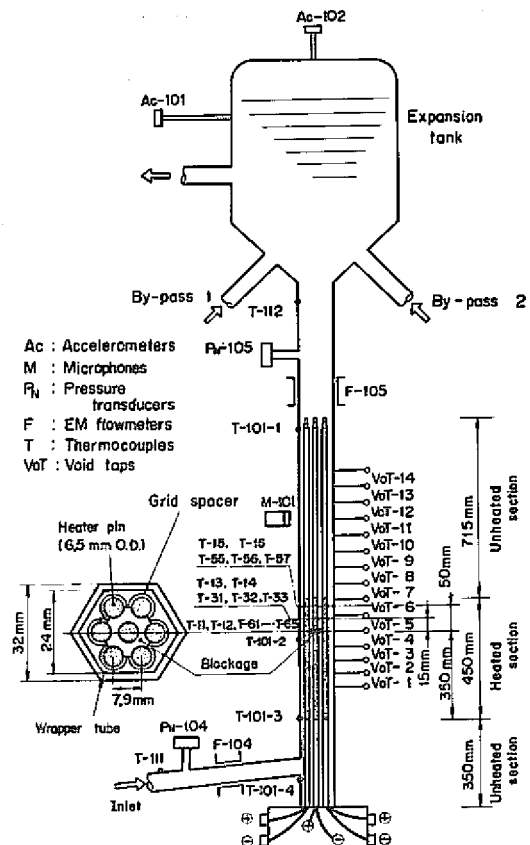 Ac-102
Ac-101
Expansion
tank
By-pass 1
By-pass 2
T-112
PN-105
F-105
Ac : Accelerometers
M : Microphones
PN : Pressure
transducers
F : EM flowmeters
T : Thermocouples
VoT : Void taps
T-101-1
Grid spacer
M-101
Heater pin
(6.5 mm O.D.)
T-55, T-56, T-57
T-13, T-14
T-31, T-32, T-33
T-11, T-12, T-61—T-65
T-101-2
Blockage
32mm
24mm
7.9mm
Wrapper tube
VoT-14
VoT-13
VoT-12
VoT-11
VoT-10
VoT-9
VoT-8
VoT-7
VoT-6
VoT-5
VoT-4
VoT-3
VoT-2
VoT-1
715mm
Unheated
section
50mm
15mm
350mm
450mm
Heated
section
350mm
Unheated
section
T-101-3
PN-104
F-104
T-111
Inlet
T-101-4
⊕ ⊖ ⊕ ⊖ ⊕ ⊖